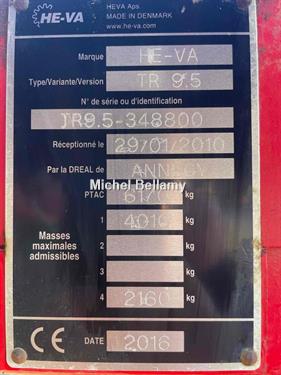 HE-VA
HEVA Aps
MADE IN DENMARK
www.he-va.com
Marque HE-VA
Type/Variante/Version TR 9.5
N° de série ou d'identification
TR9.5-348800
Réceptionné le 29/01/2010
Par la DREAL de ANNECY
Michel Bellamy
PTAC kg
Masses maximales admissibles
1 4010 kg
2 kg
3 kg
4 2160 kg
CE DATE 2016